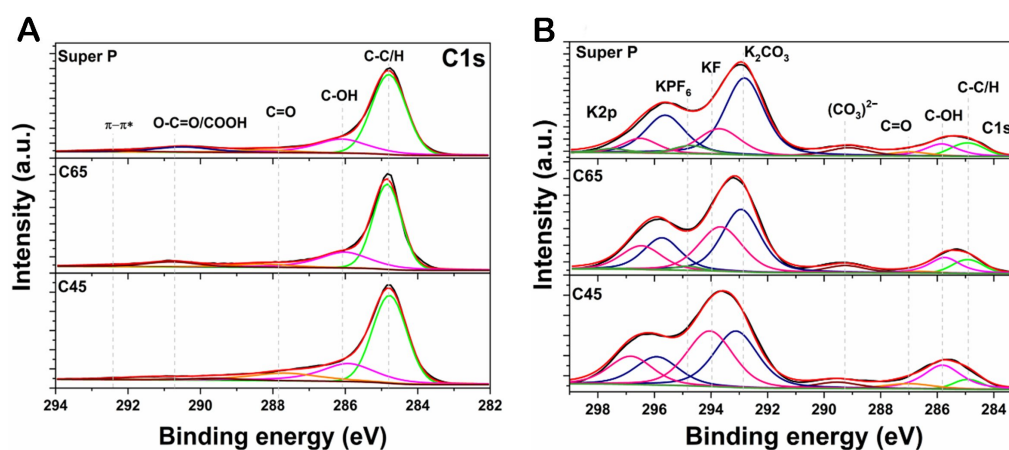 A
Super P
C1s
C-C/H
C-OH
C=O
O-C=O/COOH
π–π*
C65
C45
Intensity (a.u.)
294 292 290 288 286 284 282
Binding energy (eV)
B
Super P
K₂CO₃
KF
KPF₆
K2p
(CO₃)²⁻
C=O
C-OH
C-C/H
C1s
C65
C45
Intensity (a.u.)
298 296 294 292 290 288 286 284
Binding energy (eV)